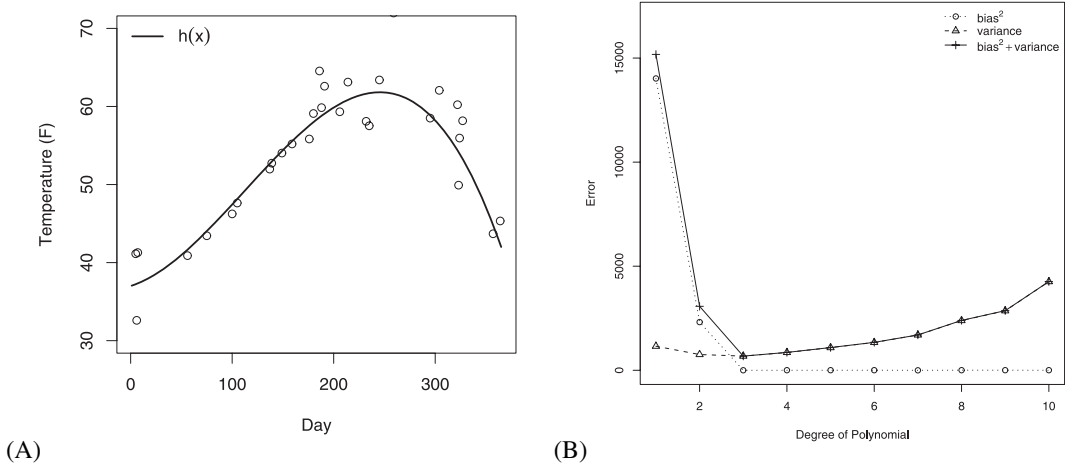 70
60
50
40
30
Temperature (F)
h(x)
0 100 200 300
Day
(A)
15000
10000
5000
0
Error
bias²
variance
bias² + variance
2 4 6 8 10
Degree of Polynomial
(B)